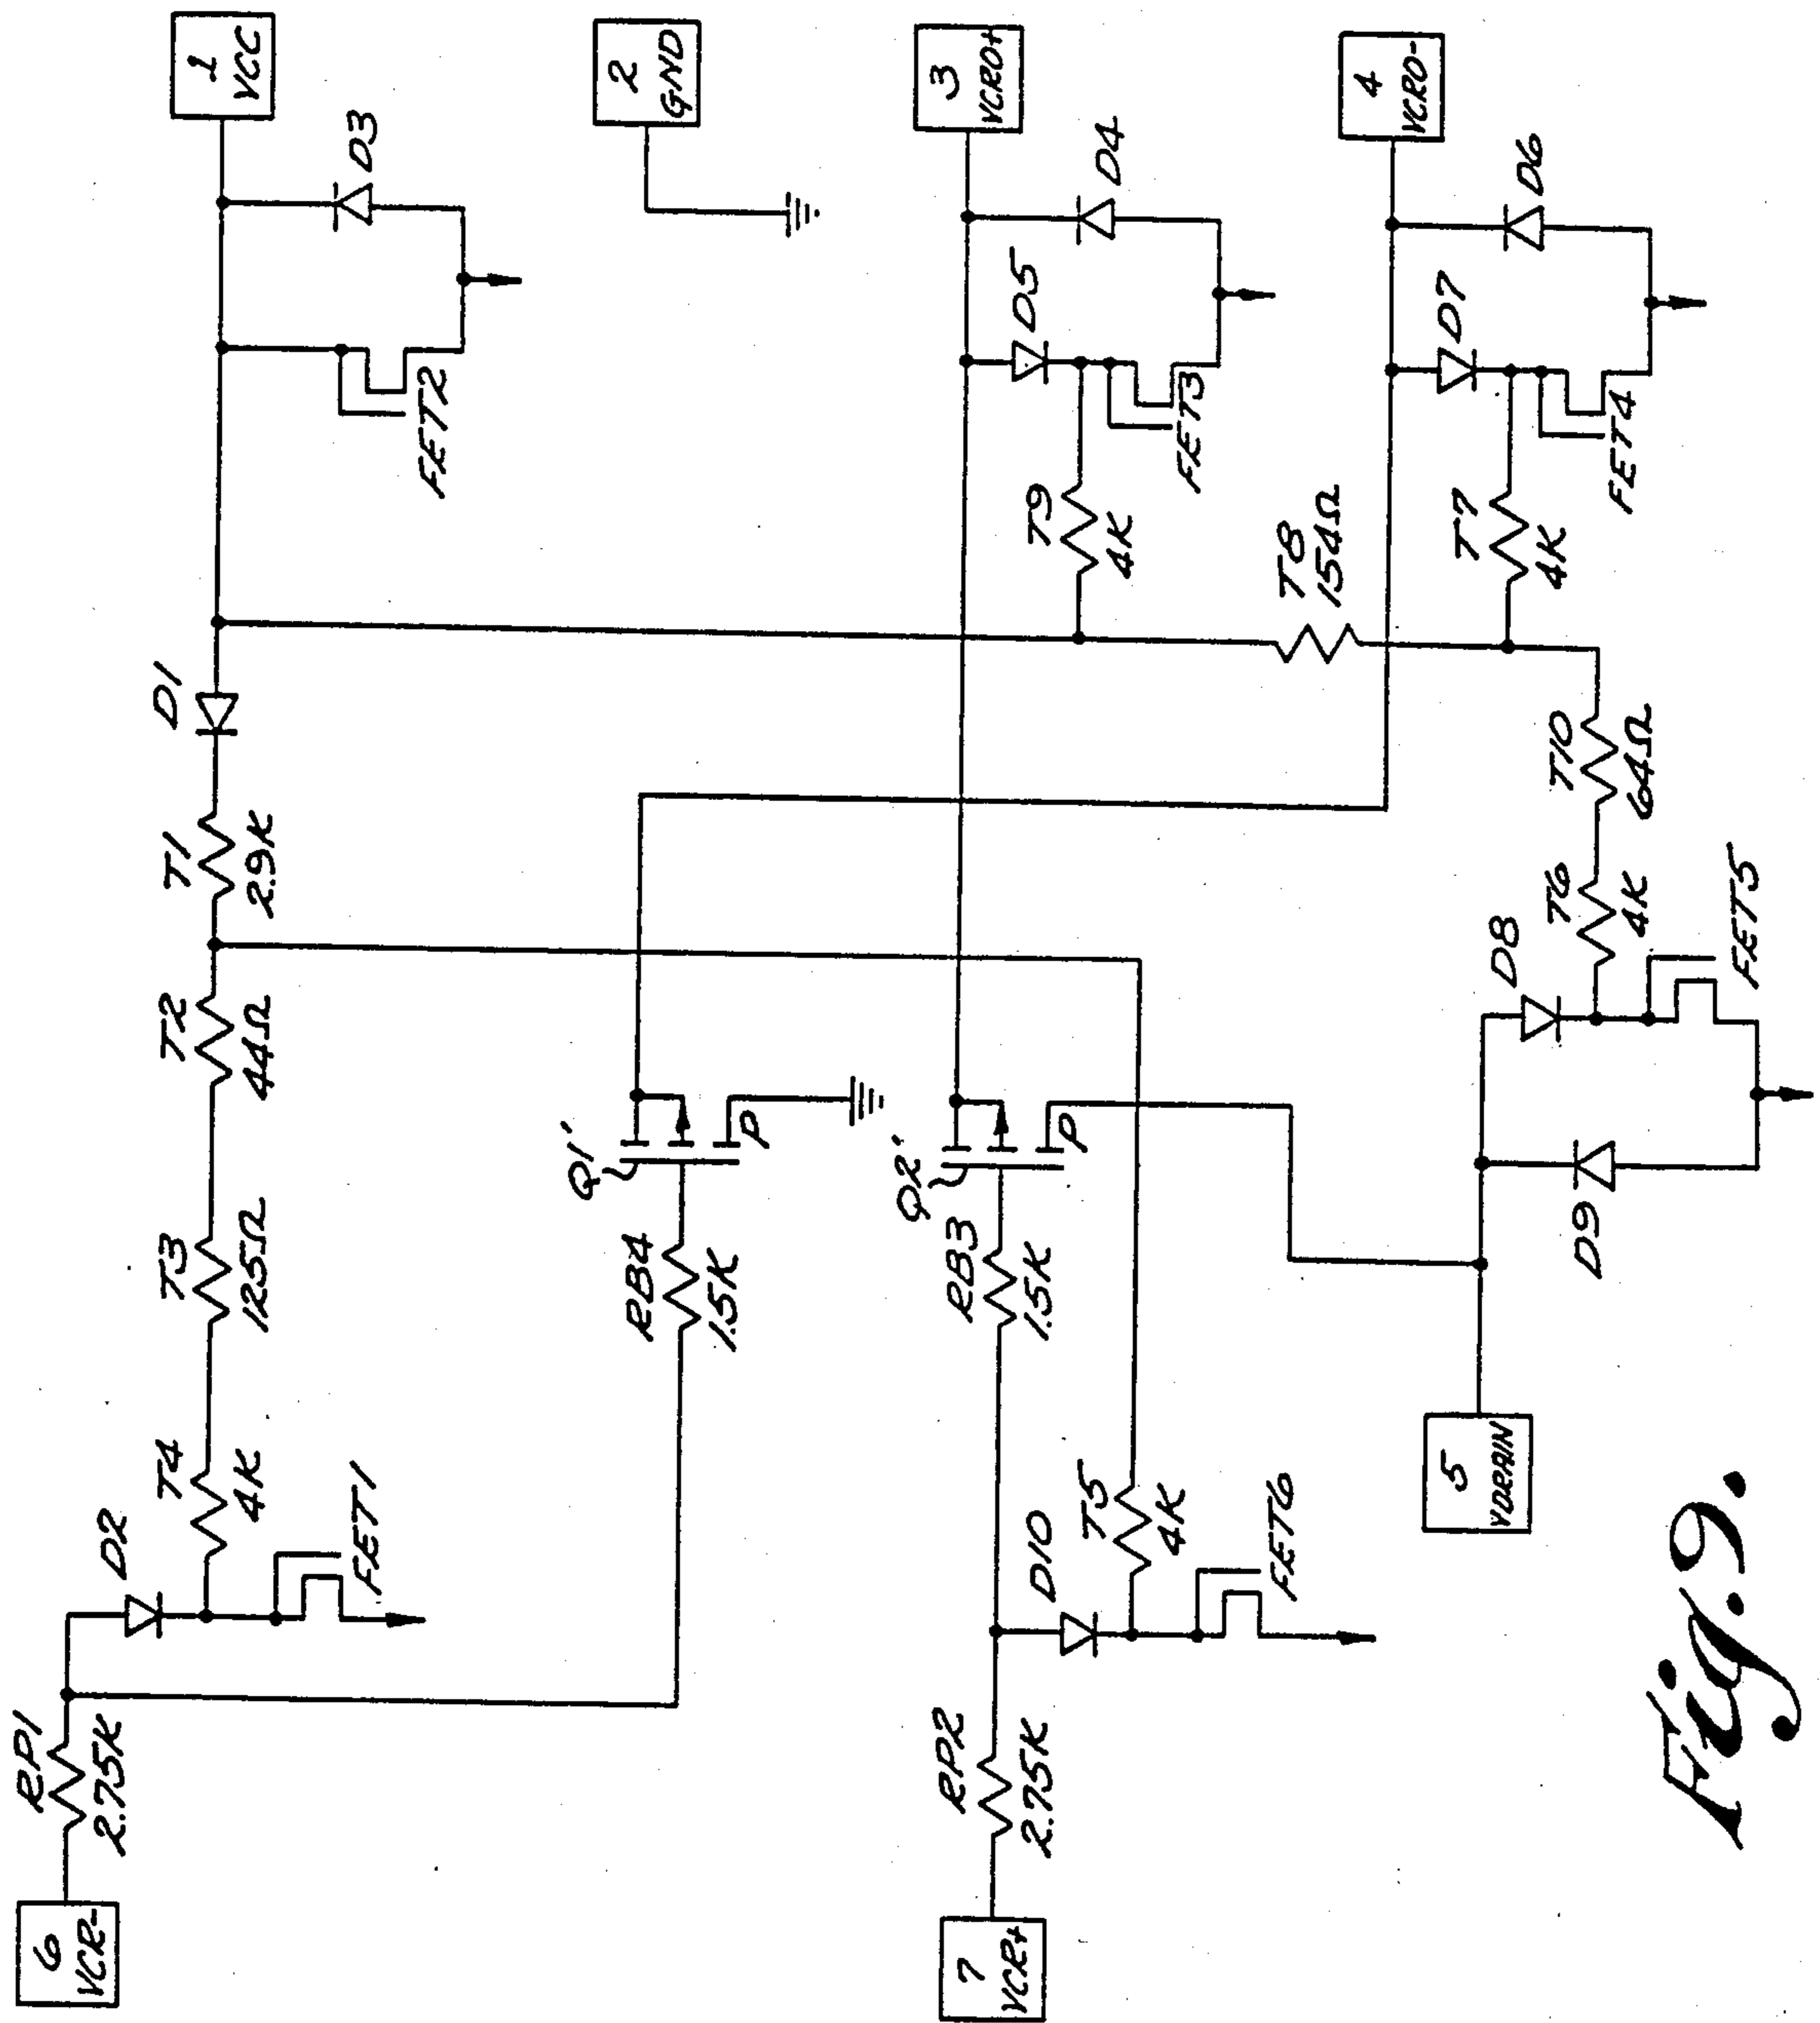 1
VCC
2
GND
3
VCRO+
4
VCRO-
D3
FET2
D4
D5
FET3
T9
4K
D6
D7
FET4
T7
4K
T8
154Ω
D1
T1
2.9K
T2
44Ω
T3
125Ω
T4
4K
D2
FET1
RP1
2.75K
6
VCR-
Q1'
P
RB4
1.5K
Q2'
P
RB3
1.5K
D10
T5
4K
FET6
RP2
2.75K
7
VCR+
T10
64Ω
T6
4K
D8
FET5
D9
5
VDRAIN
Fig. 9.